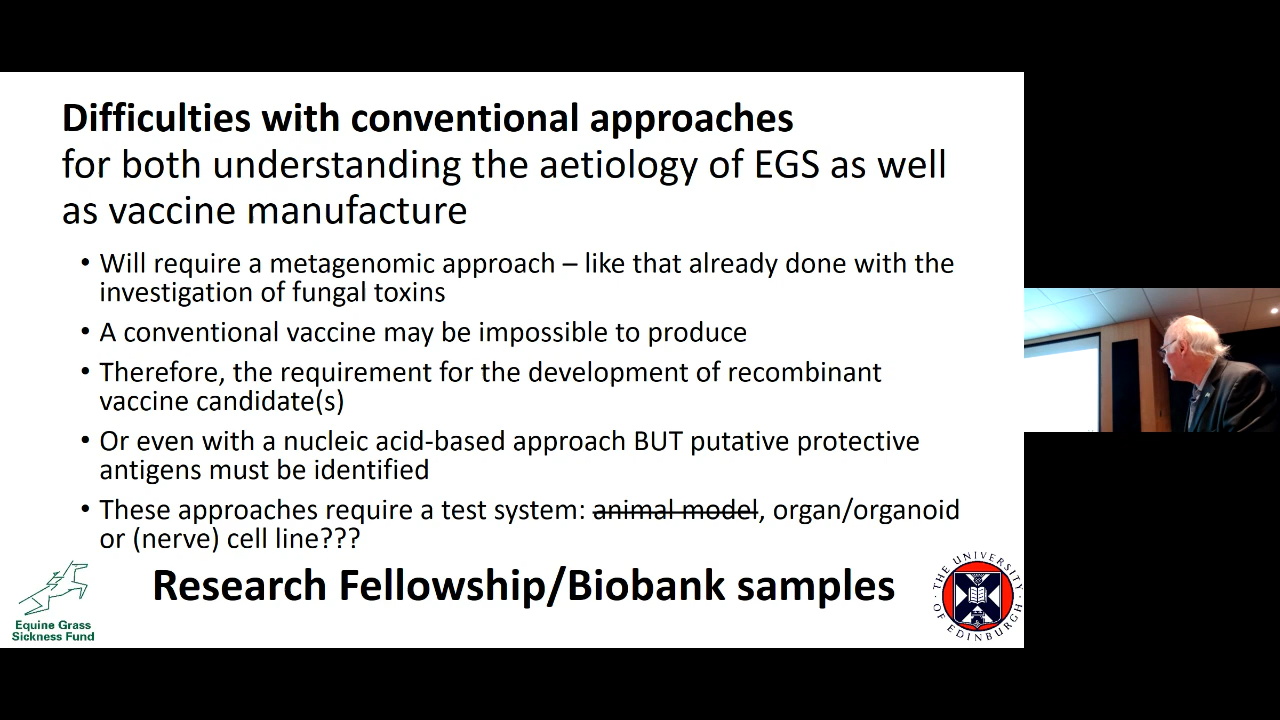 Difficulties with conventional approaches
for both understanding the aetiology of EGS as well
as vaccine manufacture
• Will require a metagenomic approach – like that already done with the
investigation of fungal toxins
• A conventional vaccine may be impossible to produce
• Therefore, the requirement for the development of recombinant
vaccine candidate(s)
• Or even with a nucleic acid-based approach BUT putative protective
antigens must be identified
• These approaches require a test system: animal model, organ/organoid
or (nerve) cell line???
Research Fellowship/Biobank samples
Equine Grass
Sickness Fund
THE UNIVERSITY OF EDINBURGH